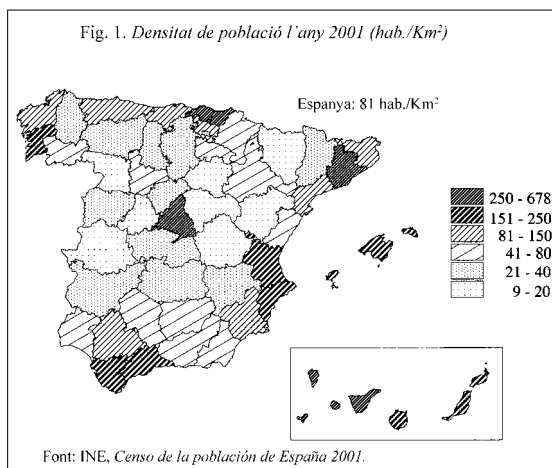 Fig. 1. Densitat de població l'any 2001 (hab./Km²)
Espanya: 81 hab./Km²
250 - 678
151 - 250
81 - 150
41 - 80
21 - 40
9 - 20
Font: INE, Censo de la población de España 2001.